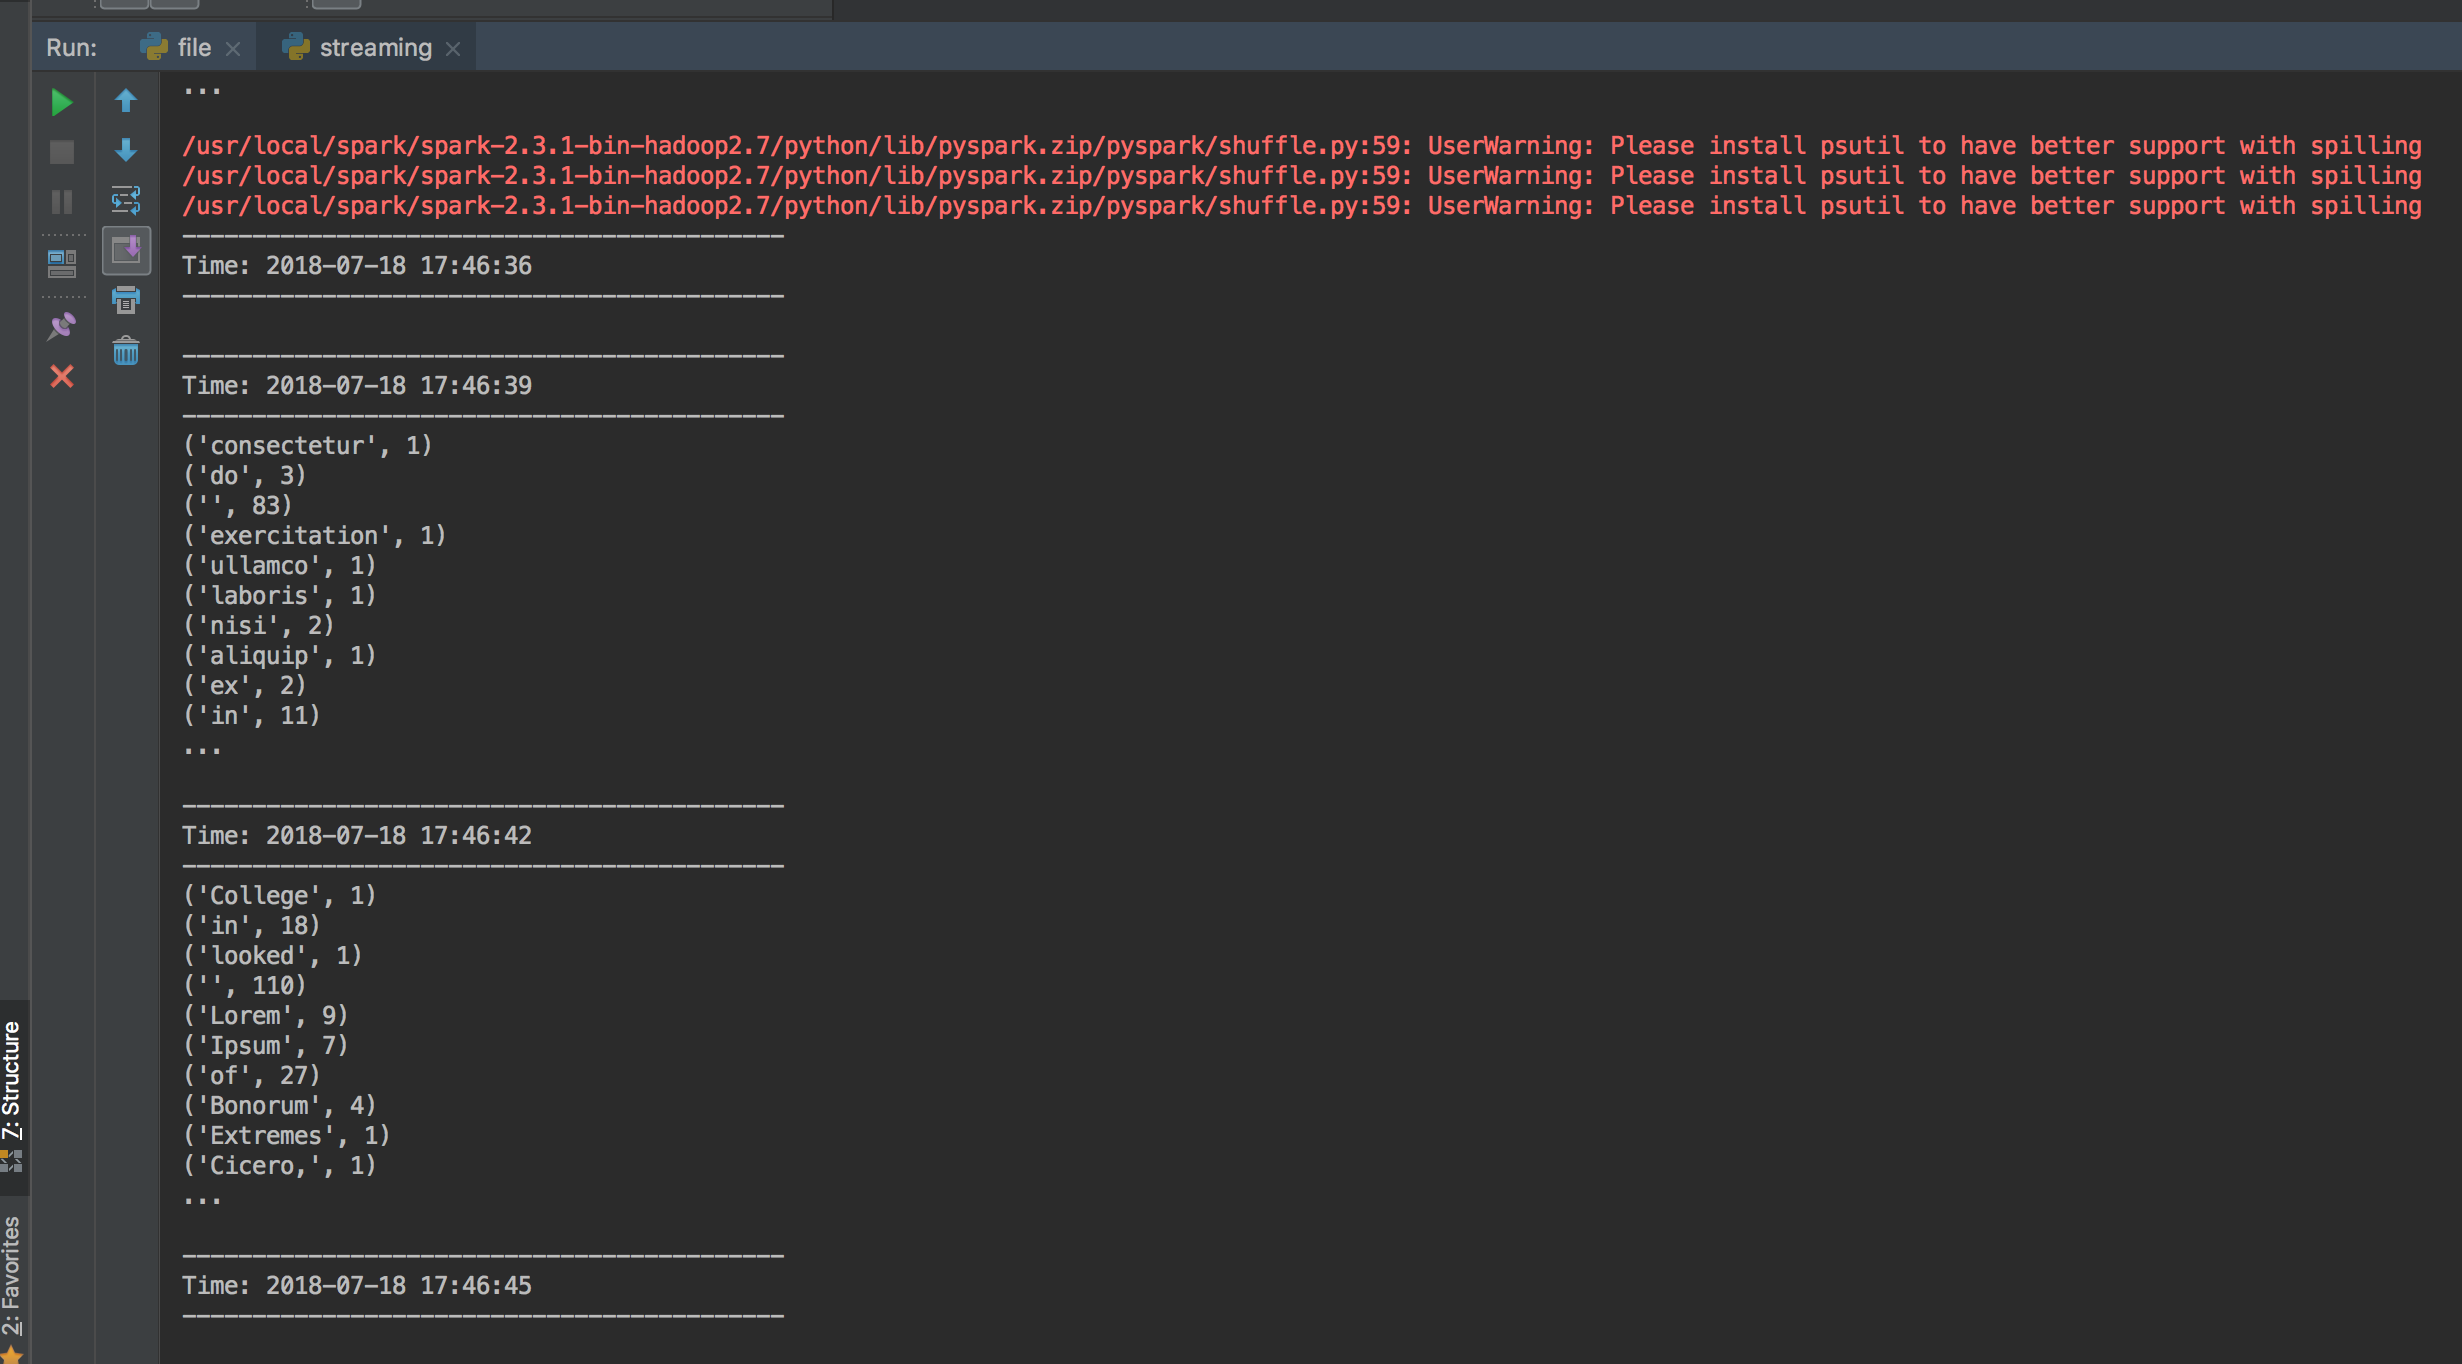 Run: file streaming
...
/usr/local/spark/spark-2.3.1-bin-hadoop2.7/python/lib/pyspark.zip/pyspark/shuffle.py:59: UserWarning: Please install psutil to have better support with spilling
/usr/local/spark/spark-2.3.1-bin-hadoop2.7/python/lib/pyspark.zip/pyspark/shuffle.py:59: UserWarning: Please install psutil to have better support with spilling
/usr/local/spark/spark-2.3.1-bin-hadoop2.7/python/lib/pyspark.zip/pyspark/shuffle.py:59: UserWarning: Please install psutil to have better support with spilling
-------------------------------------------
Time: 2018-07-18 17:46:36
-------------------------------------------
-------------------------------------------
Time: 2018-07-18 17:46:39
-------------------------------------------
('consectetur', 1)
('do', 3)
('', 83)
('exercitation', 1)
('ullamco', 1)
('laboris', 1)
('nisi', 2)
('aliquip', 1)
('ex', 2)
('in', 11)
...
-------------------------------------------
Time: 2018-07-18 17:46:42
-------------------------------------------
('College', 1)
('in', 18)
('looked', 1)
('', 110)
('Lorem', 9)
('Ipsum', 7)
('of', 27)
('Bonorum', 4)
('Extremes', 1)
('Cicero,', 1)
...
-------------------------------------------
Time: 2018-07-18 17:46:45
-------------------------------------------
7: Structure
2: Favorites